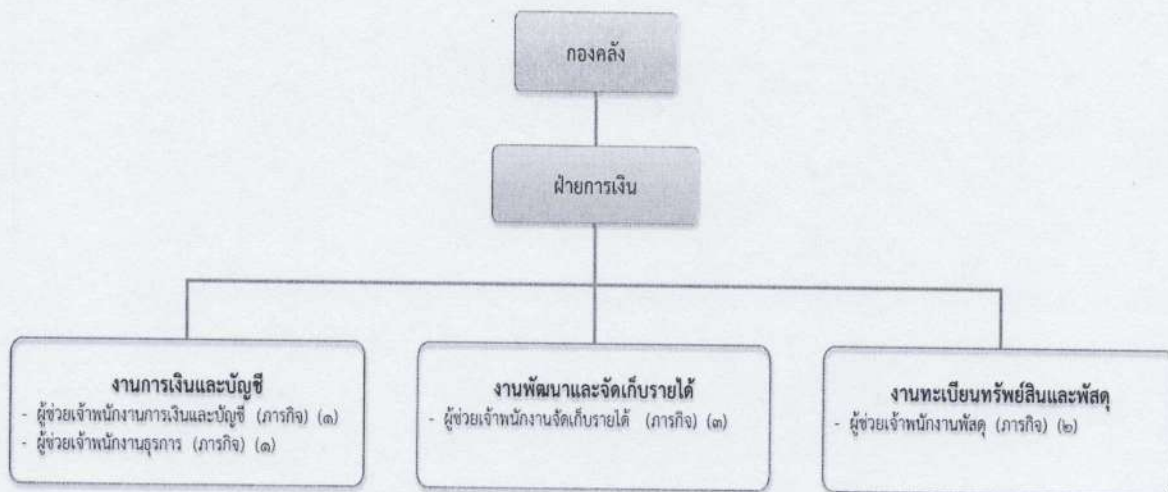 กองคลัง
ฝ่ายการเงิน
งานการเงินและบัญชี
- ผู้ช่วยเจ้าพนักงานการเงินและบัญชี (ภารกิจ) (๑)
- ผู้ช่วยเจ้าพนักงานธุรการ (ภารกิจ) (๑)
งานพัฒนาและจัดเก็บรายได้
- ผู้ช่วยเจ้าพนักงานจัดเก็บรายได้ (ภารกิจ) (๓)
งานทะเบียนทรัพย์สินและพัสดุ
- ผู้ช่วยเจ้าพนักงานพัสดุ (ภารกิจ) (๒)